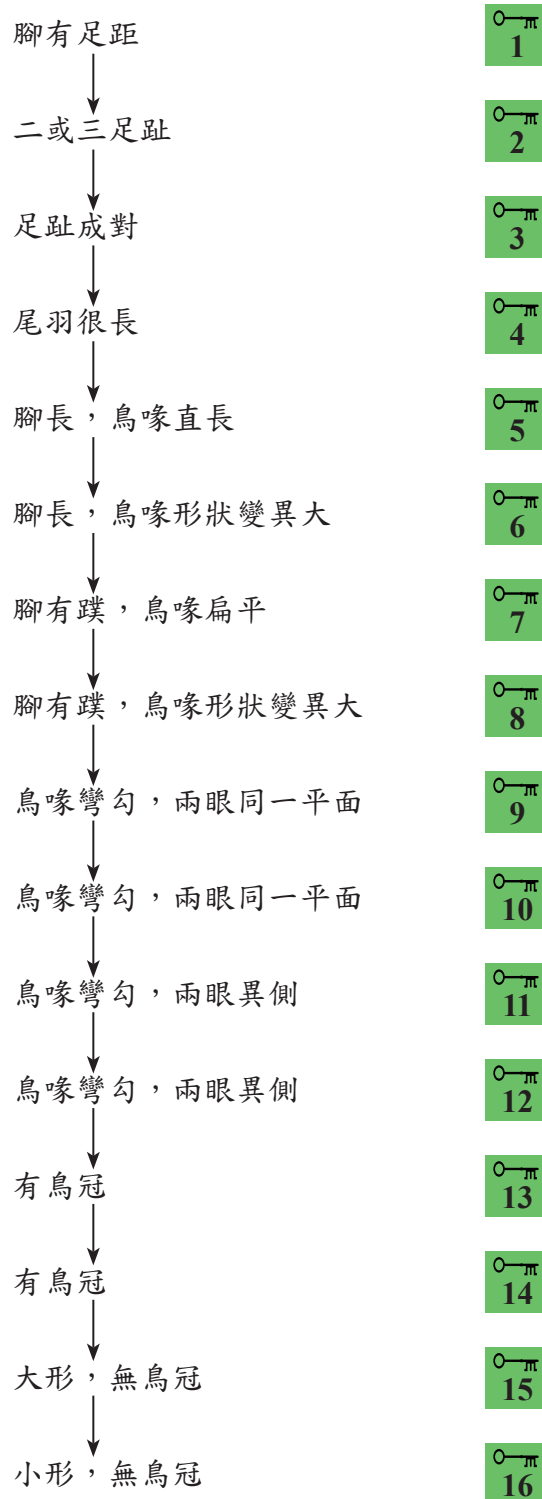 腳有足距 1
二或三足趾 2
足趾成對 3
尾羽很長 4
腳長，鳥喙直長 5
腳長，鳥喙形狀變異大 6
腳有蹼，鳥喙扁平 7
腳有蹼，鳥喙形狀變異大 8
鳥喙彎勾，兩眼同一平面 9
鳥喙彎勾，兩眼同一平面 10
鳥喙彎勾，兩眼異側 11
鳥喙彎勾，兩眼異側 12
有鳥冠 13
有鳥冠 14
大形，無鳥冠 15
小形，無鳥冠 16